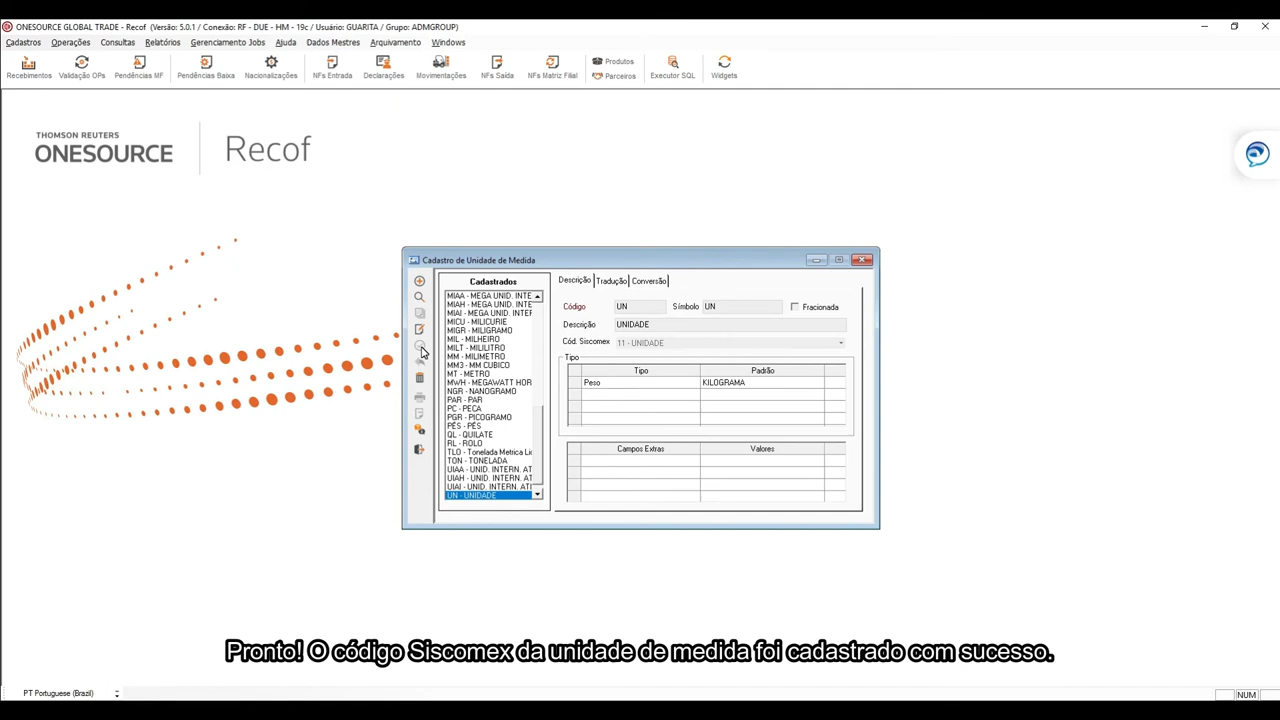 ONESOURCE GLOBAL TRADE - Recof (Versão: 5.0.1 / Conexão: RF - DUE - HM - 19c / Usuário: GUARITA / Grupo: ADMGROUP)
Cadastros Operações Consultas Relatórios Gerenciamento Jobs Ajuda Dados Mestres Arquivamento Windows
Recebimentos Validação OPs Pendências MF Pendências Baixa Nacionalizações NFs Entrada Declarações Movimentações NFs Saída NFs Matriz Filial Produtos Parceiros Executor SQL Widgets
THOMSON REUTERS
ONESOURCE Recof
Cadastro de Unidade de Medida
Cadastrados
MIAA - MEGA UNID. INTE
MIAH - MEGA UNID. INTE
MIAI - MEGA UNID. INTEF
MICU - MILICURIE
MIGR - MILIGRAMO
MIL - MILHEIRO
MILT - MILILITRO
MM - MILIMETRO
MM3 - MM CUBICO
MT - METRO
MWH - MEGAWATT HOR
NGR - NANOGRAMO
PAR - PAR
PC - PECA
PGR - PICOGRAMO
PÉS - PÉS
QL - QUILATE
RL - ROLO
TLO - Tonelada Metrica Lic
TON - TONELADA
UIAA - UNID. INTERN. AT
UIAH - UNID. INTERN. AT
UIAI - UNID. INTERN. ATI
UN - UNIDADE
Descrição Tradução Conversão
Código UN Símbolo UN Fracionada
Descrição UNIDADE
Cód. Siscomex 11 - UNIDADE
Tipo
Tipo Padrão
Peso KILOGRAMA
Campos Extras Valores
Pronto! O código Siscomex da unidade de medida foi cadastrado com sucesso.
PT Portuguese (Brazil) NUM